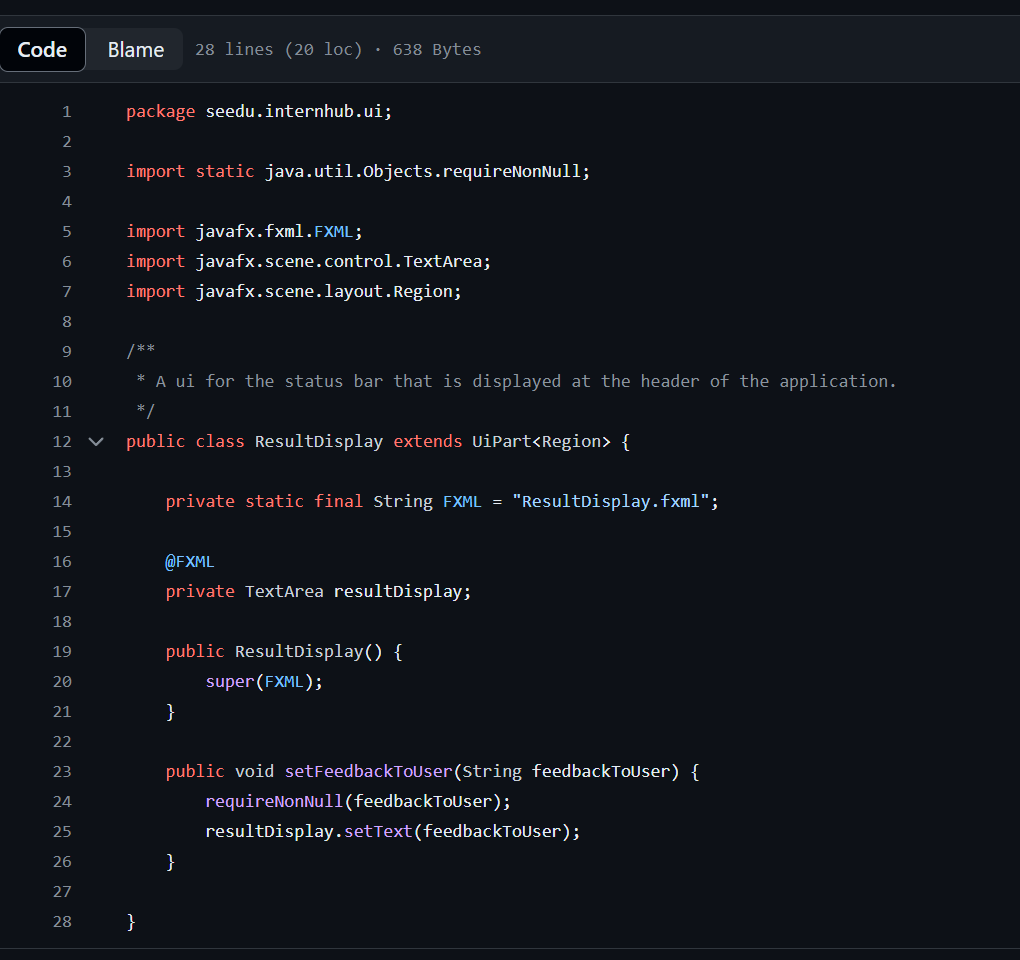 Code Blame 28 lines (20 loc) · 638 Bytes
1 package seedu.internhub.ui;
2
3 import static java.util.Objects.requireNonNull;
4
5 import javafx.fxml.FXML;
6 import javafx.scene.control.TextArea;
7 import javafx.scene.layout.Region;
8
9 /**
10  * A ui for the status bar that is displayed at the header of the application.
11  */
12 public class ResultDisplay extends UiPart<Region> {
13
14     private static final String FXML = "ResultDisplay.fxml";
15
16     @FXML
17     private TextArea resultDisplay;
18
19     public ResultDisplay() {
20         super(FXML);
21     }
22
23     public void setFeedbackToUser(String feedbackToUser) {
24         requireNonNull(feedbackToUser);
25         resultDisplay.setText(feedbackToUser);
26     }
27
28 }